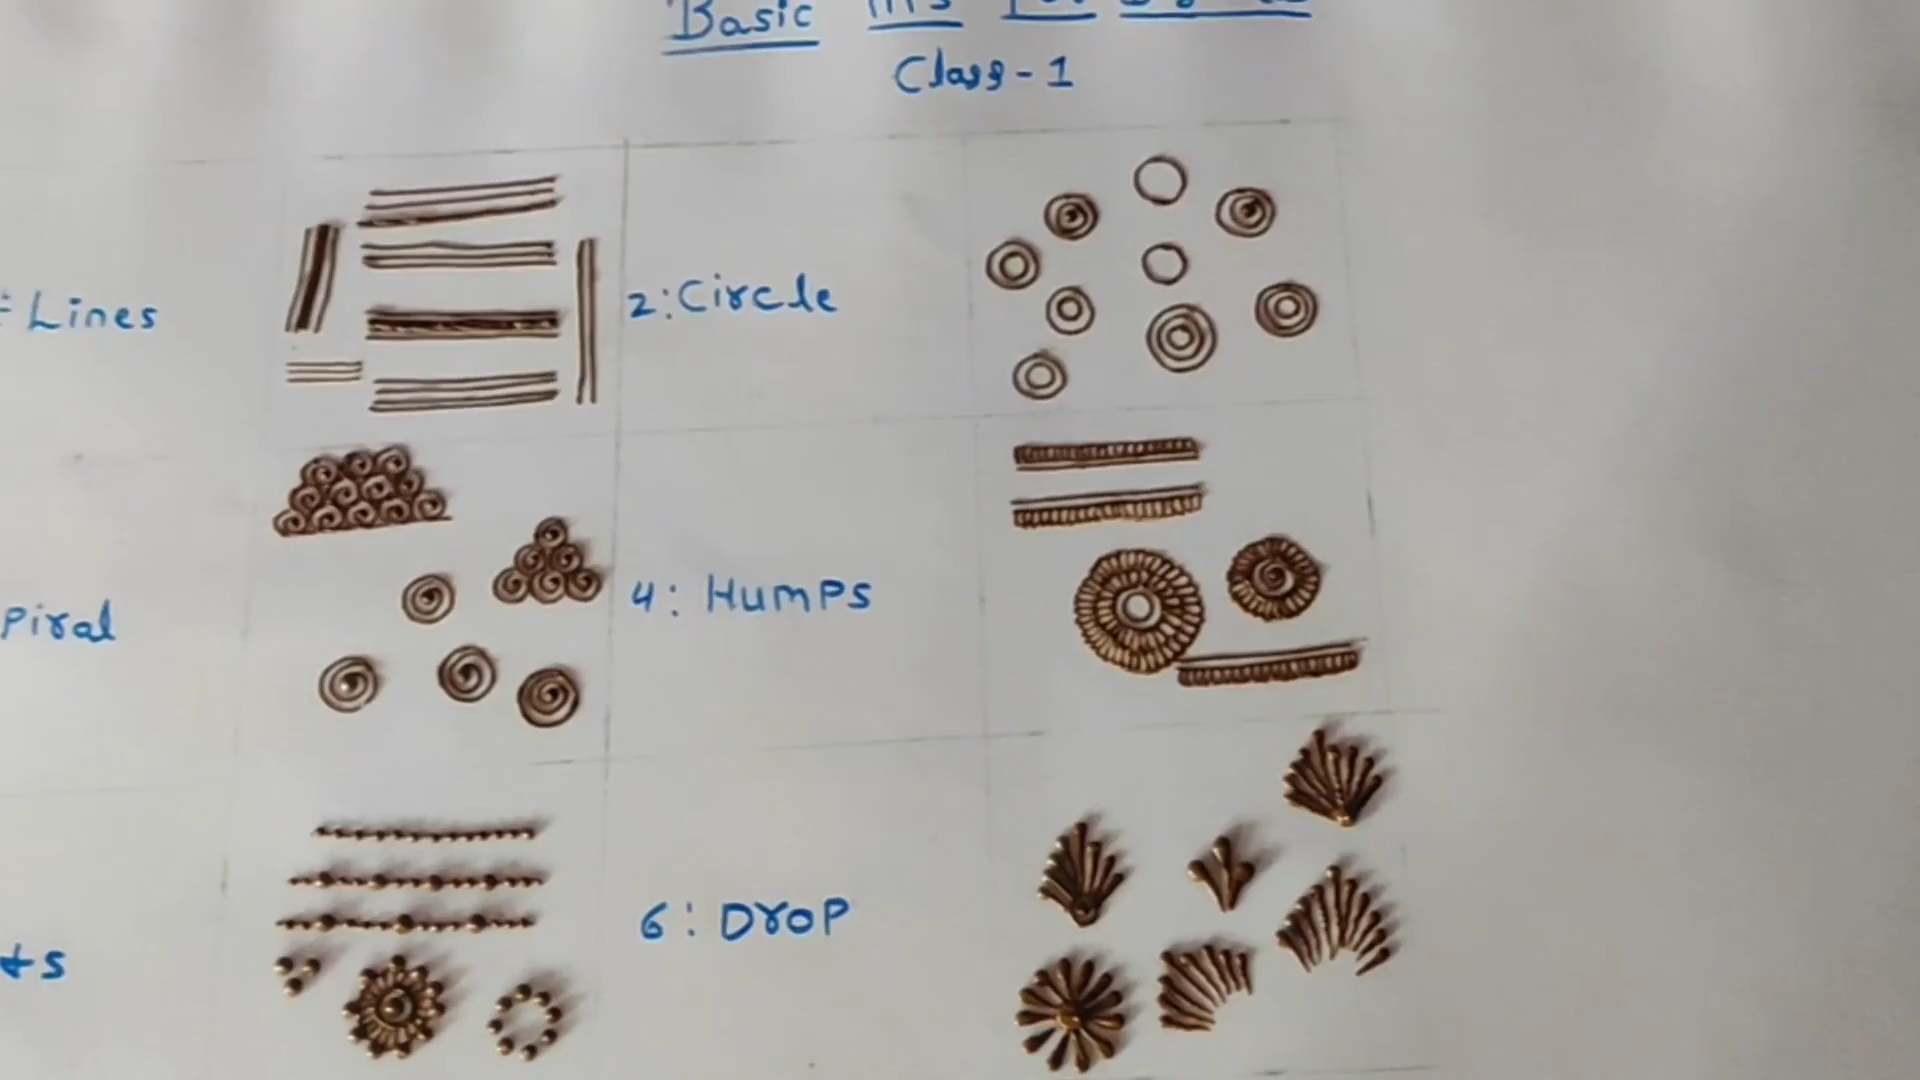 Basic
Class-1
Lines
2:Circle
Piral
4: HUMPS
ts
6: DroP